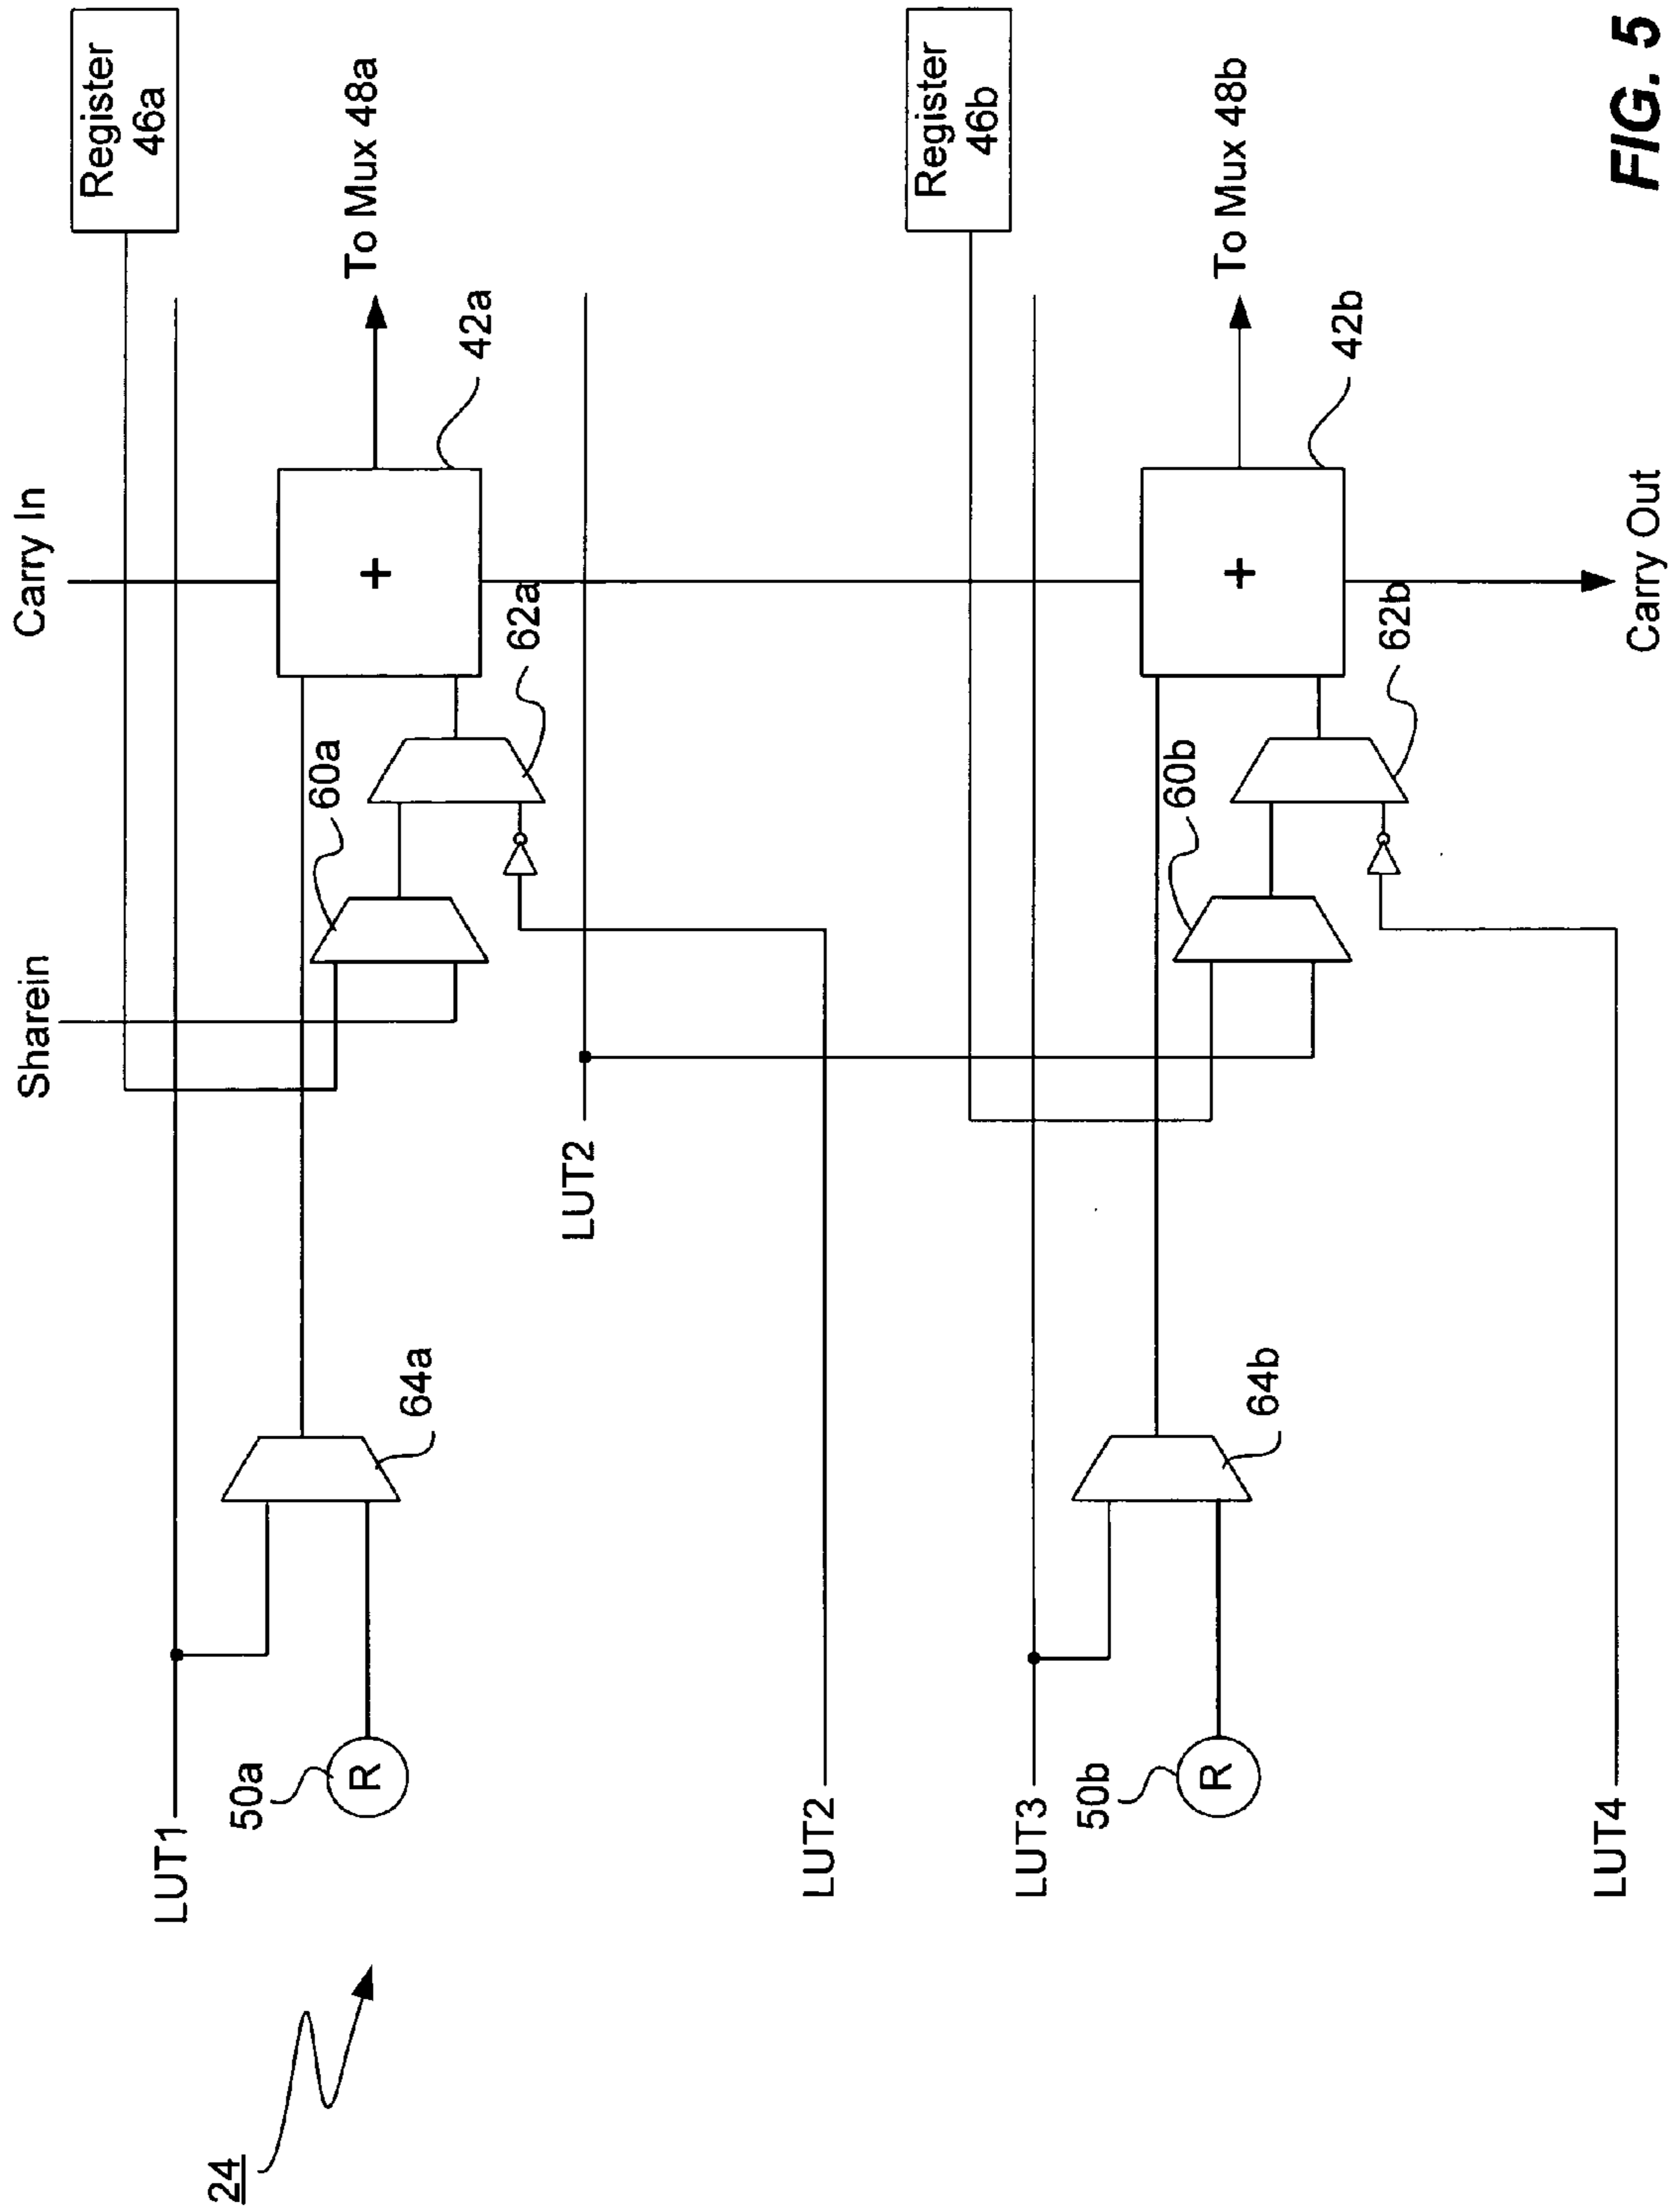 Carry In
Sharein
Register
46a
LUT1
To Mux 48a
+
42a
60a
62a
64a
50a
R
24
LUT2
LUT2
Register
46b
LUT3
To Mux 48b
+
42b
60b
62b
64b
50b
R
LUT4
Carry Out
FIG. 5